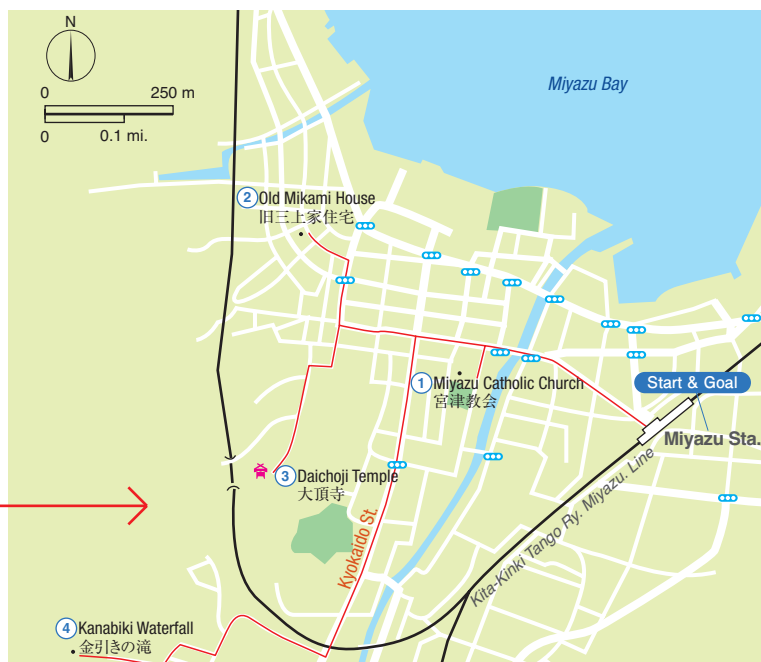 N
0 250 m
0 0.1 mi.
Miyazu Bay
2 Old Mikami House
旧三上家住宅
1 Miyazu Catholic Church
宮津教会
Start & Goal
Miyazu Sta.
3 Daichoji Temple
大頂寺
Kyokaido St.
Kita-Kinki Tango Ry. Miyazu. Line
4 Kanabiki Waterfall
金引きの滝